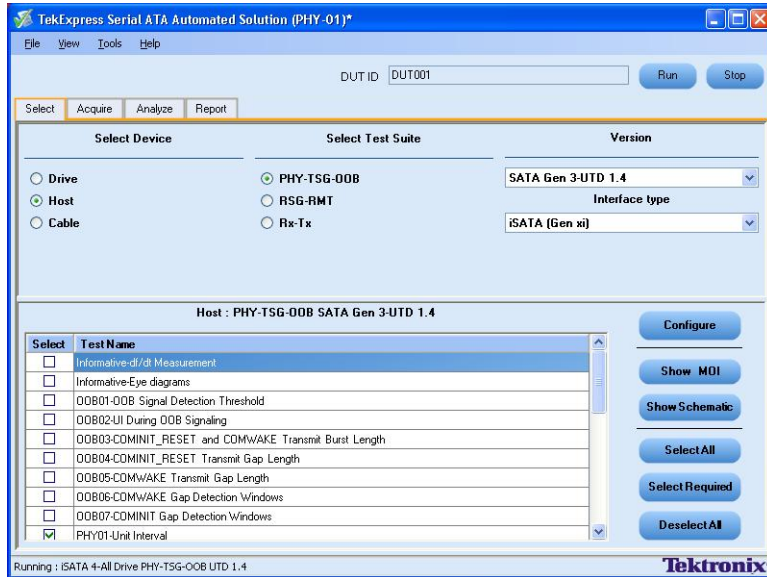 TekExpress Serial ATA Automated Solution (PHY-01)*
File View Tools Help
DUT ID DUT001 Run Stop
Select Acquire Analyze Report
Select Device Select Test Suite Version
Drive PHY-TSG-OOB SATA Gen 3-UTD 1.4
Host RSG-RMT Interface type
Cable Rx-Tx iSATA (Gen xi)
Host : PHY-TSG-OOB SATA Gen 3-UTD 1.4
Configure
Select Test Name
Informative-df/dt Measurement
Show MOI
Informative-Eye diagrams
OOB01-OOB Signal Detection Threshold
Show Schematic
OOB02-UI During OOB Signaling
OOB03-COMINIT_RESET and COMWAKE Transmit Burst Length
OOB04-COMINIT_RESET Transmit Gap Length
Select All
OOB05-COMWAKE Transmit Gap Length
Select Required
OOB06-COMWAKE Gap Detection Windows
OOB07-COMINIT Gap Detection Windows
Deselect All
PHY01-Unit Interval
Running : iSATA 4-All Drive PHY-TSG-OOB UTD 1.4
Tektronix